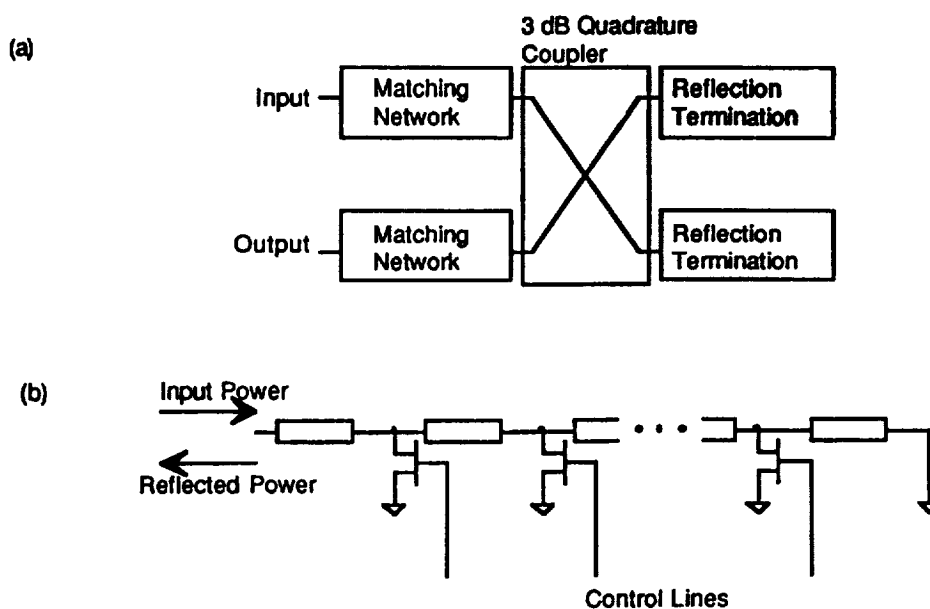 (a)
3 dB Quadrature
Coupler
Input
Matching
Network
Reflection
Termination
Output
Matching
Network
Reflection
Termination
(b)
Input Power
Reflected Power
Control Lines